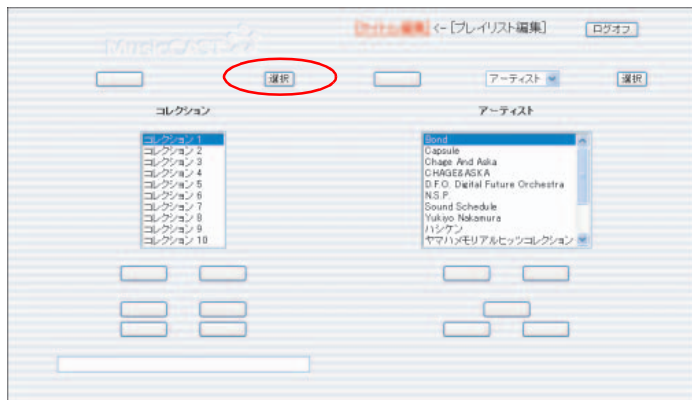 MusicCAST
<- [プレイリスト編集]
ログオフ
選択
アーティスト
選択
コレクション
アーティスト
コレクション 1
コレクション 2
コレクション 3
コレクション 4
コレクション 5
コレクション 6
コレクション 7
コレクション 8
コレクション 9
コレクション 10
Bond
Capsule
Chage And Aska
CHAGE&ASKA
D.F.O. Digital Future Orchestra
N.S.P.
Sound Schedule
Yukiyo Nakamura
ハシケン
ヤマハメモリアルヒッツコレクション